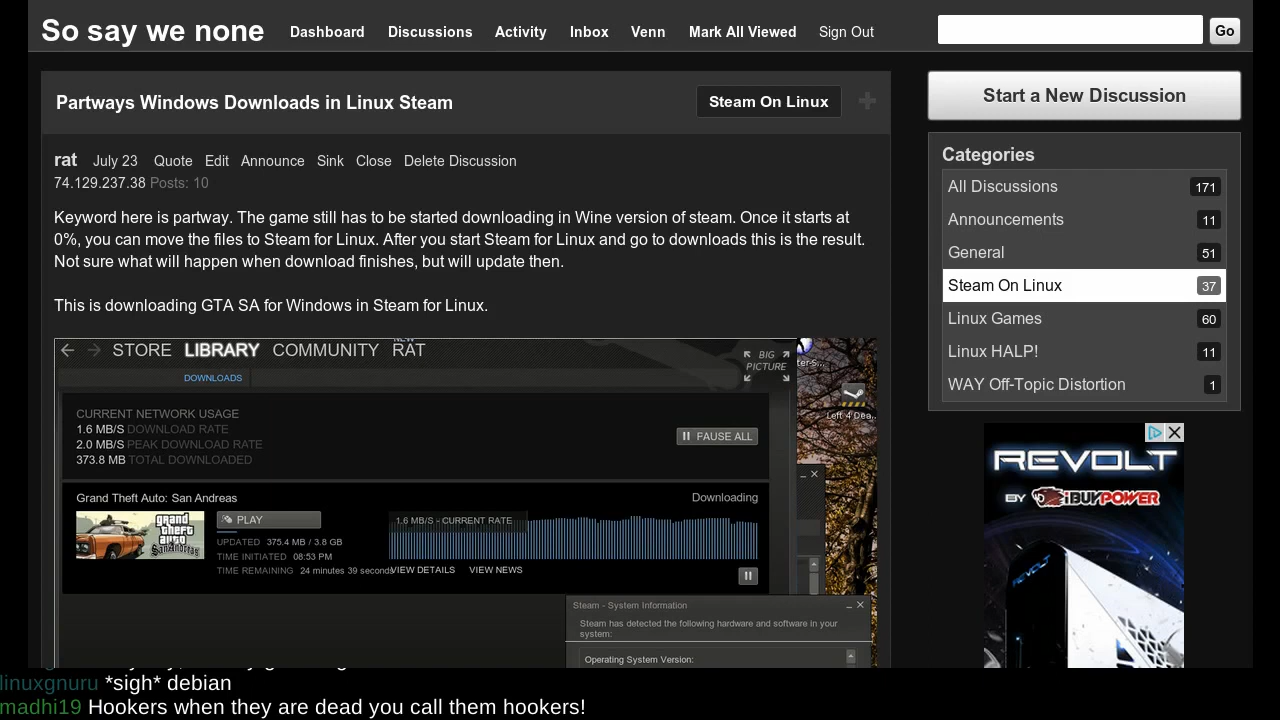 So say we none Dashboard Discussions Activity Inbox Venn Mark All Viewed Sign Out Go
Partways Windows Downloads in Linux Steam Steam On Linux
rat July 23 Quote Edit Announce Sink Close Delete Discussion
74.129.237.38 Posts: 10
Keyword here is partway. The game still has to be started downloading in Wine version of steam. Once it starts at
0%, you can move the files to Steam for Linux. After you start Steam for Linux and go to downloads this is the result.
Not sure what will happen when download finishes, but will update then.
This is downloading GTA SA for Windows in Steam for Linux.
STORE LIBRARY COMMUNITY RAT
BIG
PICTURE
DOWNLOADS
CURRENT NETWORK USAGE
1.6 MB/S DOWNLOAD RATE
2.0 MB/S PEAK DOWNLOAD RATE
373.8 MB TOTAL DOWNLOADED
PAUSE ALL
Left 4 Dea..
Grand Theft Auto: San Andreas Downloading
grand
theft
auto
San Andreas
PLAY
1.6 MB/S - CURRENT RATE
UPDATED 375.4 MB / 3.8 GB
TIME INITIATED 08:53 PM
TIME REMAINING 24 minutes 39 seconds
VIEW DETAILS VIEW NEWS
Steam - System Information
Steam has detected the following hardware and software in your
system:
Operating System Version:
Start a New Discussion
Categories
All Discussions 171
Announcements 11
General 51
Steam On Linux 37
Linux Games 60
Linux HALP! 11
WAY Off-Topic Distortion 1
REVOLT
BY iBUYPOWER
REVOLT
linuxgnuru *sigh* debian
madhi19 Hookers when they are dead you call them hookers!